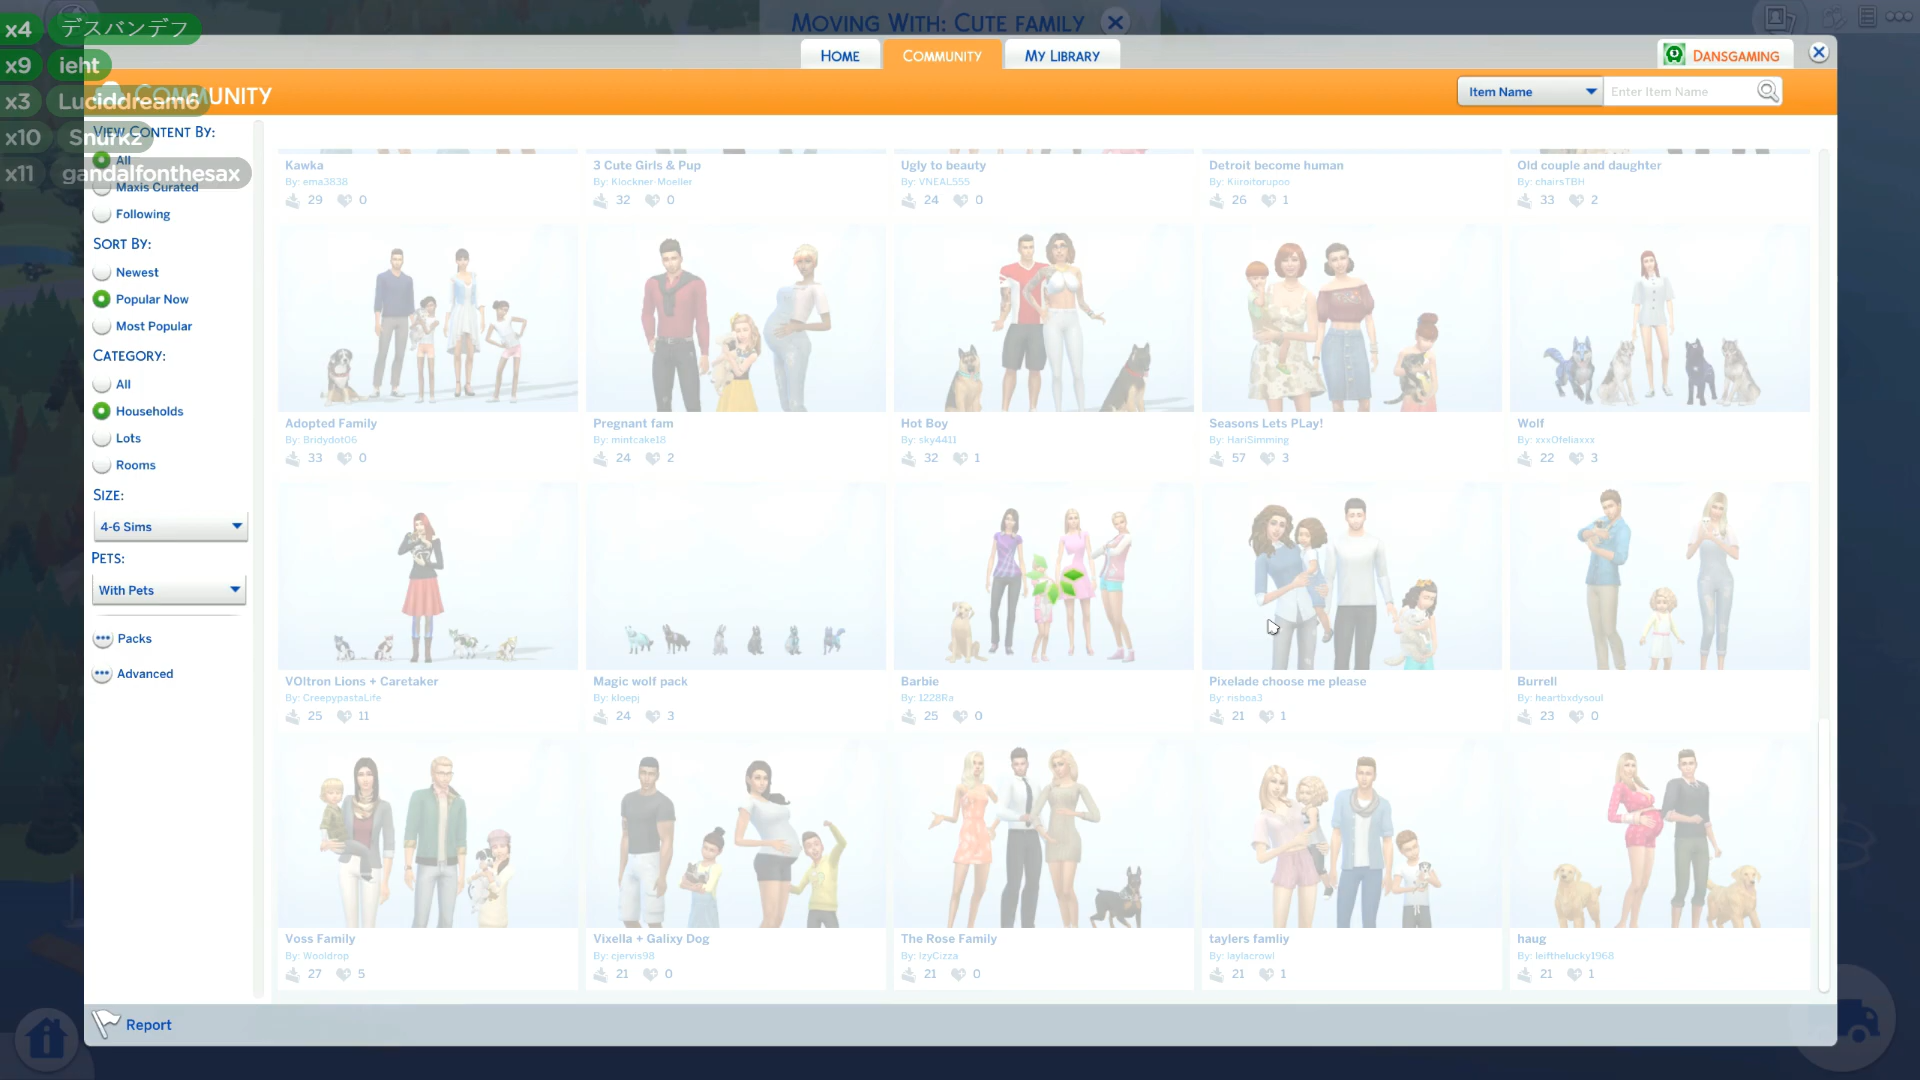 MOVING WITH: CUTE FAMILY
x4 デスバンデフ
HOME
COMMUNITY
MY LIBRARY
DANSGAMING
x9 ieht
COMMUNITY
Item Name
Enter Item Name
x3 Luciddream6
VIEW CONTENT BY:
x10 Snurkz
All
x11 gandalfonthesax
Maxis Curated
Following
SORT BY:
Newest
Popular Now
Most Popular
CATEGORY:
All
Households
Lots
Rooms
SIZE:
4-6 Sims
PETS:
With Pets
Packs
Advanced
Kawka
By: ema3838
29 0
3 Cute Girls & Pup
By: Klockner-Moeller
32 0
Ugly to beauty
By: VNEAL555
24 0
Detroit become human
By: Kiiroitorupoo
26 1
Old couple and daughter
By: chairsTBH
33 2
Adopted Family
By: Bridydot06
33 0
Pregnant fam
By: mintcake18
24 2
Hot Boy
By: sky4411
32 1
Seasons Lets PLay!
By: HariSimming
57 3
Wolf
By: xxxOfeliaxxx
22 3
VOltron Lions + Caretaker
By: CreepypastaLife
25 11
Magic wolf pack
By: kloepj
24 3
Barbie
By: 1228Ra
25 0
Pixelade choose me please
By: risboa3
21 1
Burrell
By: heartbxdysoul
23 0
Voss Family
By: Wooldrop
27 5
Vixella + Galixy Dog
By: cjervis98
21 0
The Rose Family
By: IzyCizza
21 0
taylers famliy
By: laylacrowl
21 1
haug
By: leifthelucky1968
21 1
Report